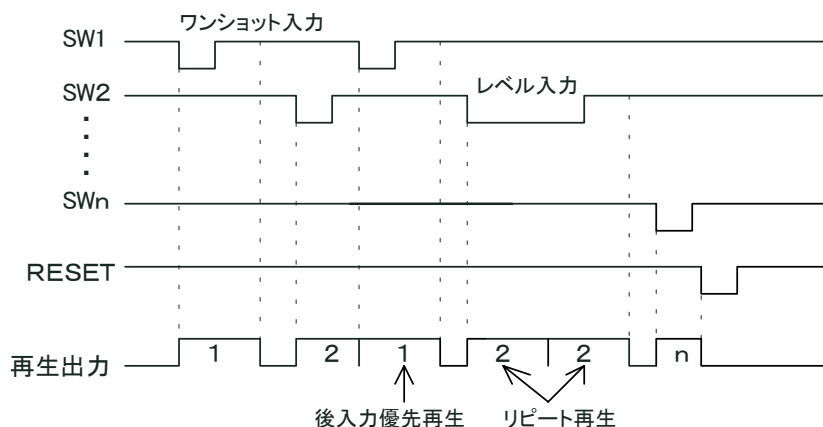 ワンショット入力
SW1
SW2
レベル入力
SWn
RESET
再生出力
1
2
1
2
2
n
後入力優先再生
リピート再生